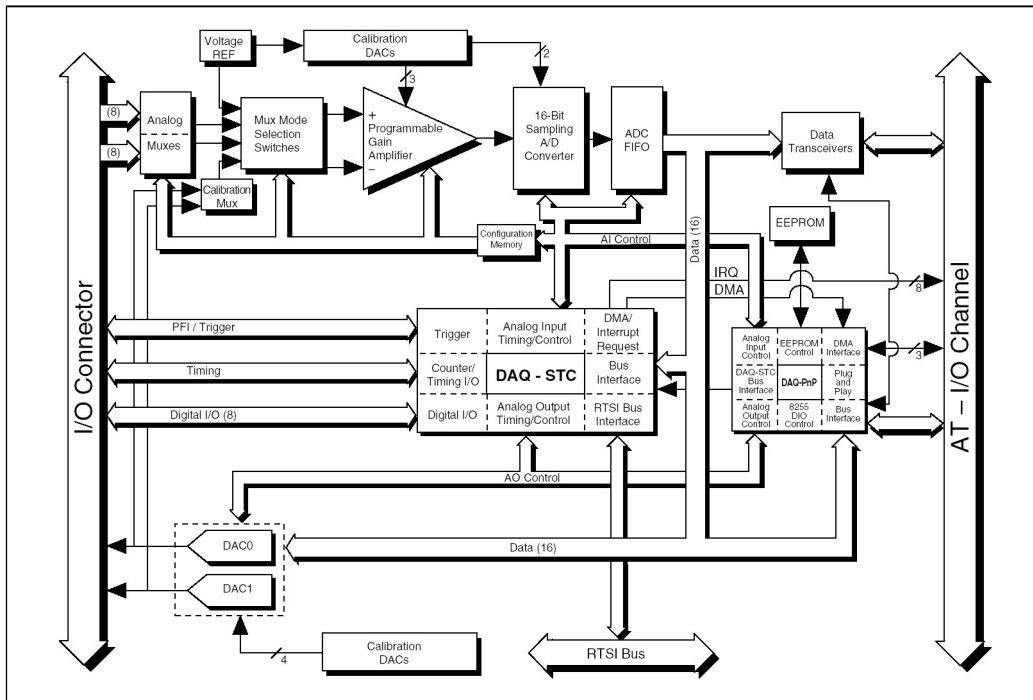 Voltage
REF
Calibration
DACs
2
3
(8)
(8)
Analog
Muxes
Mux Mode
Selection
Switches
+
Programmable
Gain
Amplifier
−
16-Bit
Sampling
A/D
Converter
ADC
FIFO
Data
Transceivers
Calibration
Mux
Configuration
Memory
AI Control
Data (16)
EEPROM
IRQ
DMA
8
I/O Connector
AT – I/O Channel
PFI / Trigger
Timing
Digital I/O (8)
Trigger
Analog Input
Timing/Control
DMA/
Interrupt
Request
Counter/
Timing I/O
DAQ - STC
Bus
Interface
Digital I/O
Analog Output
Timing/Control
RTSI Bus
Interface
Analog
Input
Control
EEPROM
Control
DMA
Interface
3
DAQ-STC
Bus
Interface
DAQ-PnP
Plug
and
Play
Analog
Output
Control
8255
DIO
Control
Bus
Interface
AO Control
DAC0
Data (16)
DAC1
4
Calibration
DACs
RTSI Bus